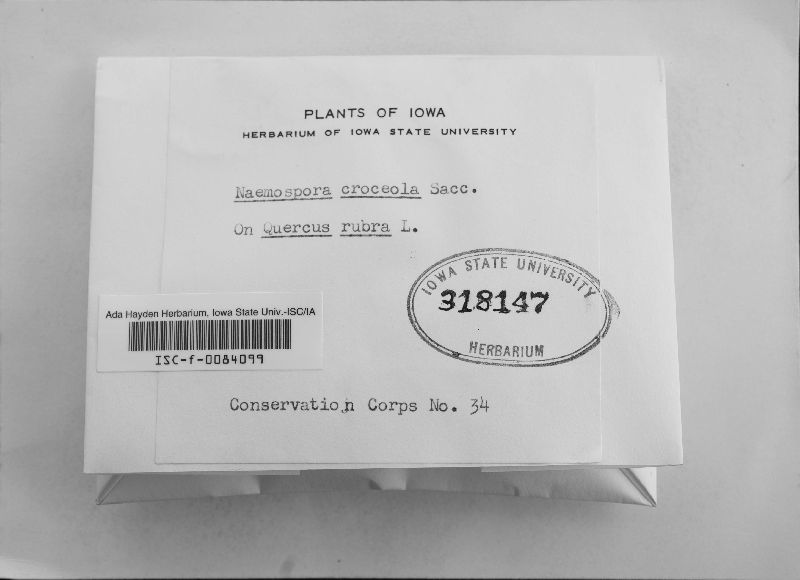 PLANTS OF IOWA
HERBARIUM OF IOWA STATE UNIVERSITY
Naemospora croceola Sacc.
On Quercus rubra L.
IOWA STATE UNIVERSITY
318147
HERBARIUM
Ada Hayden Herbarium, Iowa State Univ.-ISC/IA
ISC-f-0084099
Conservation Corps No. 34